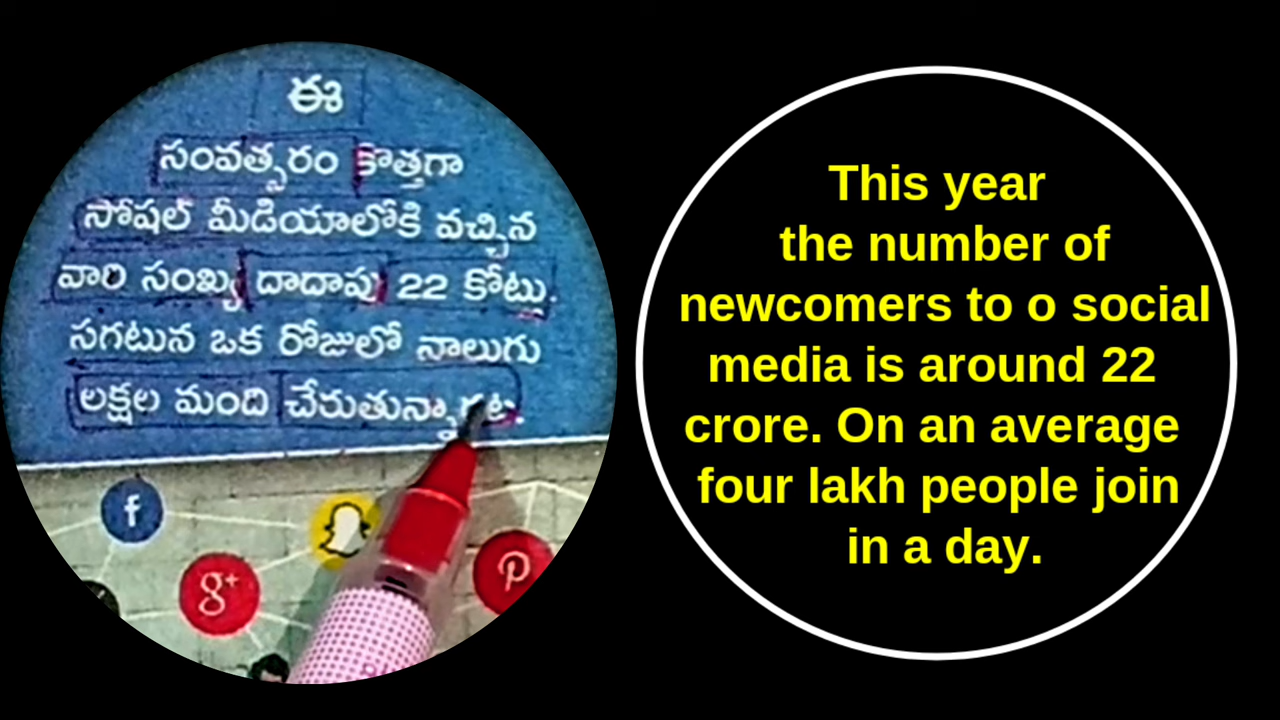 ఈ
సంవత్సరం కొత్తగా
సోషల్ మీడియాలోకి వచ్చిన
వారి సంఖ్య దాదాపు 22 కోట్లు.
సగటున ఒక రోజులో నాలుగు
లక్షల మంది చేరుతున్నారట.
f
g+
This year
the number of
newcomers to o social
media is around 22
crore. On an average
four lakh people join
in a day.